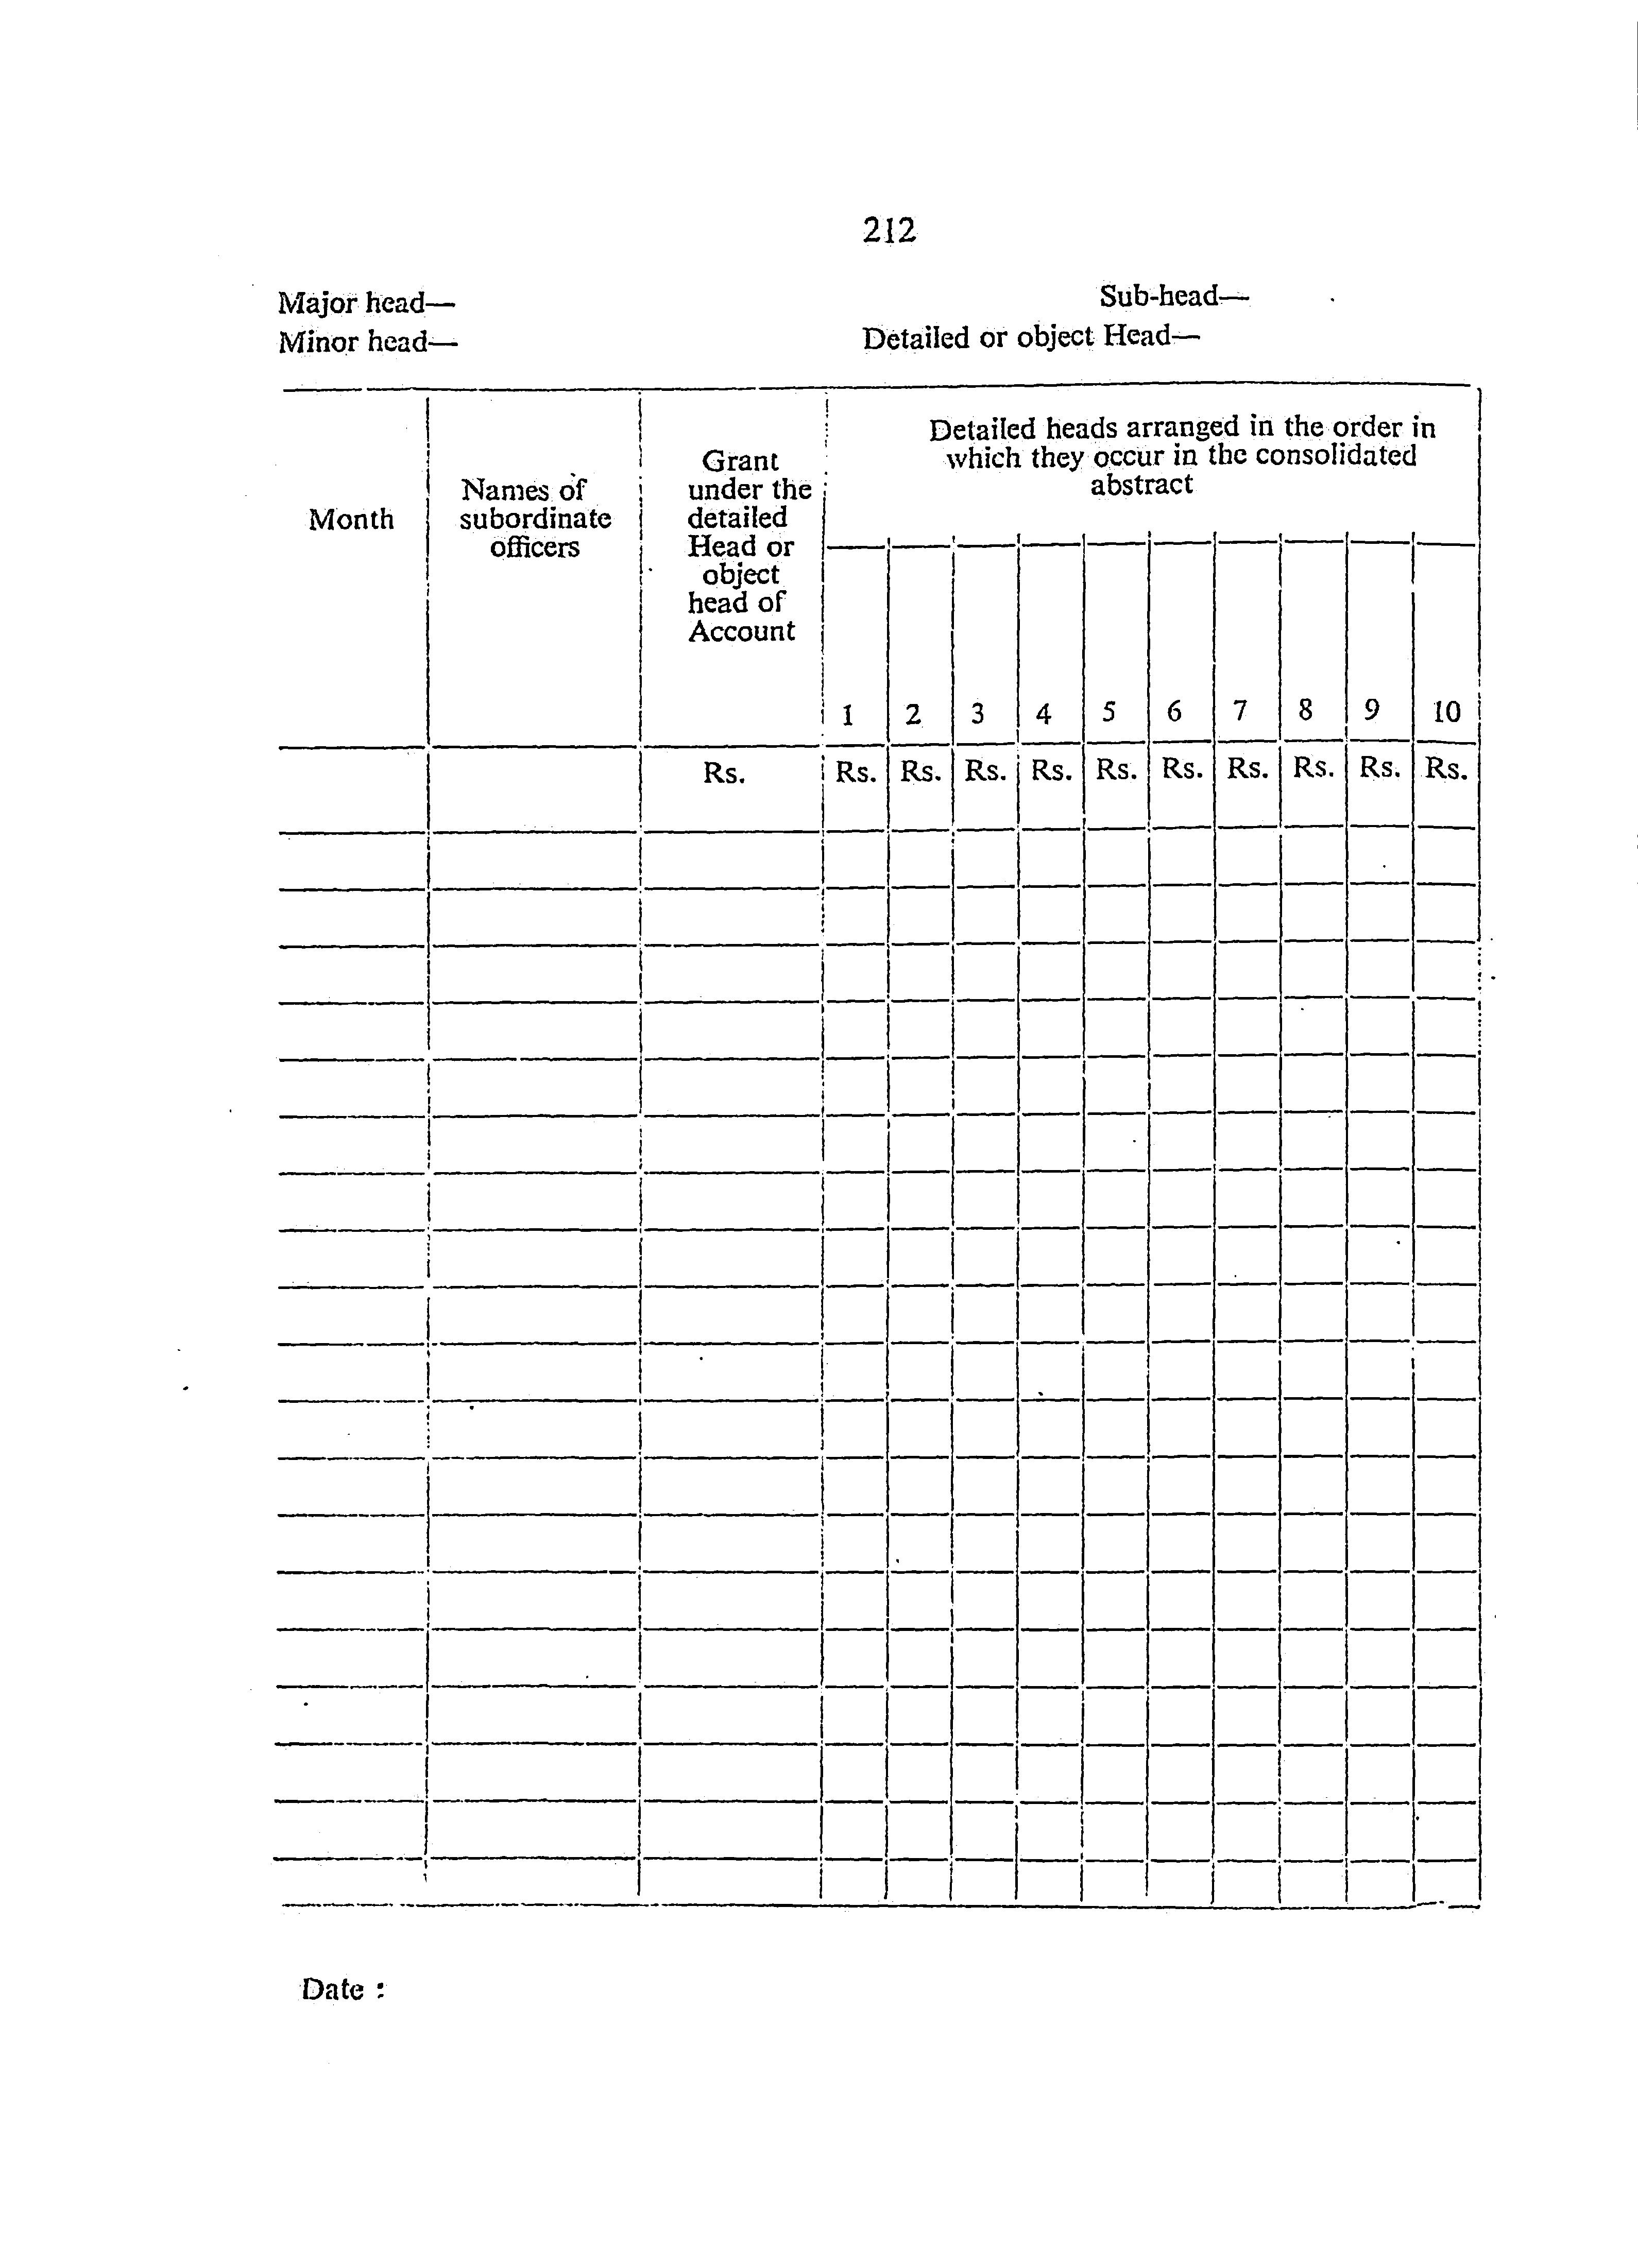 212
Major head— Sub-head—
Minor head— Detailed or object Head—
Month
Names of
subordinate
officers
Grant
under the
detailed
Head or
object
head of
Account
Detailed heads arranged in the order in
which they occur in the consolidated
abstract
1 2 3 4 5 6 7 8 9 10
Rs. Rs. Rs. Rs. Rs. Rs. Rs. Rs. Rs. Rs. Rs.
Date :